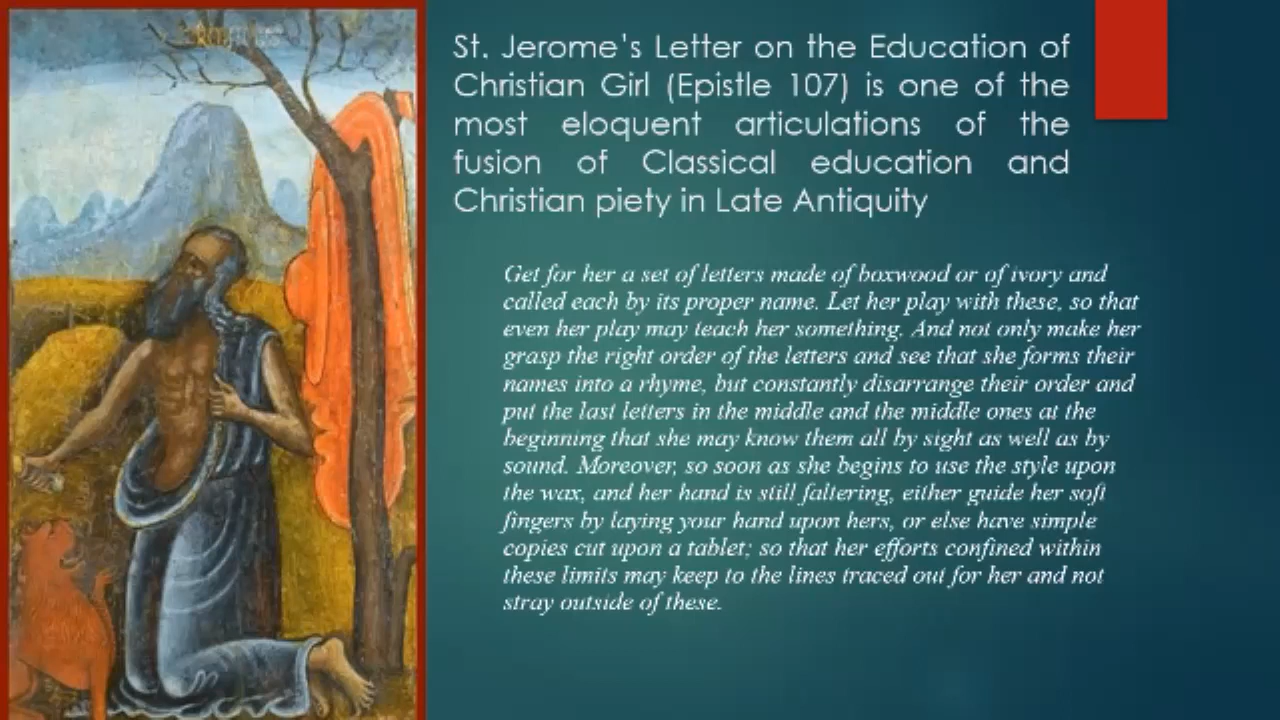 St. Jerome's Letter on the Education of
Christian Girl (Epistle 107) is one of the
most eloquent articulations of the
fusion of Classical education and
Christian piety in Late Antiquity
Get for her a set of letters made of boxwood or of ivory and
called each by its proper name. Let her play with these, so that
even her play may teach her something. And not only make her
grasp the right order of the letters and see that she forms their
names into a rhyme, but constantly disarrange their order and
put the last letters in the middle and the middle ones at the
beginning that she may know them all by sight as well as by
sound. Moreover, so soon as she begins to use the style upon
the wax, and her hand is still faltering, either guide her soft
fingers by laying your hand upon hers, or else have simple
copies cut upon a tablet; so that her efforts confined within
these limits may keep to the lines traced out for her and not
stray outside of these.